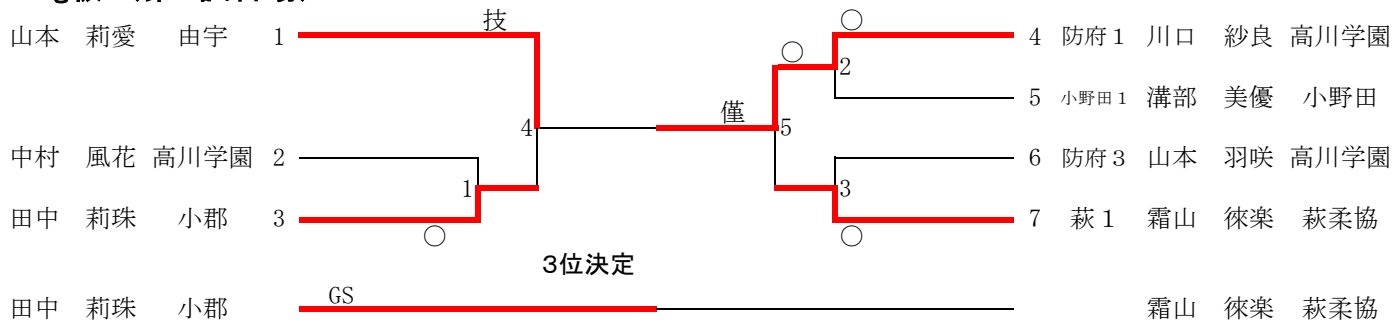 技 ○
山本 莉愛 由宇 1 4 防府1 川口 紗良 高川学園
○ 2
5 小野田1 溝部 美優 小野田
僅
4 5
中村 風花 高川学園 2 6 防府3 山本 羽咲 高川学園
1 3
田中 莉珠 小郡 3 7 萩1 霜山 徠楽 萩柔協
○ ○
3位決定
GS
田中 莉珠 小郡 霜山 徠楽 萩柔協